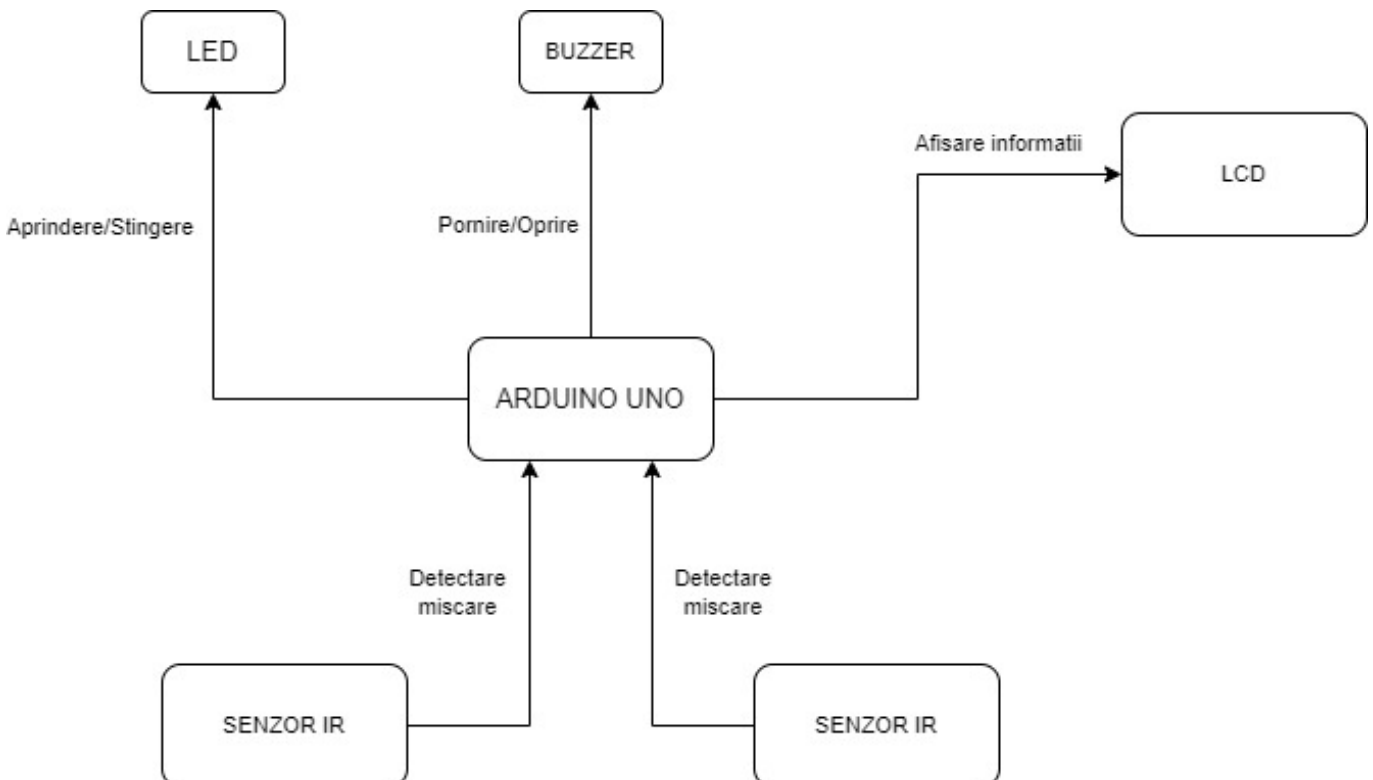 LED
BUZZER
Afisare informatii
LCD
Aprindere/Stingere
Pornire/Oprire
ARDUINO UNO
Detectare
miscare
Detectare
miscare
SENZOR IR
SENZOR IR